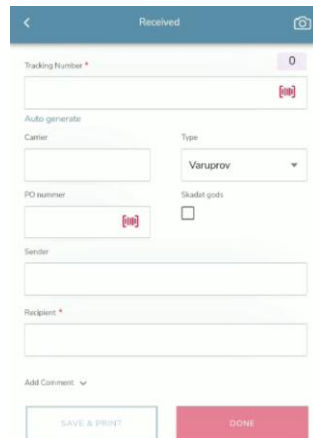 Received
Tracking Number *
0
Auto generate
Carrier
Type
Varuprov
PO nummer
Skadat gods
Sender
Recipient *
Add Comment
SAVE & PRINT
DONE